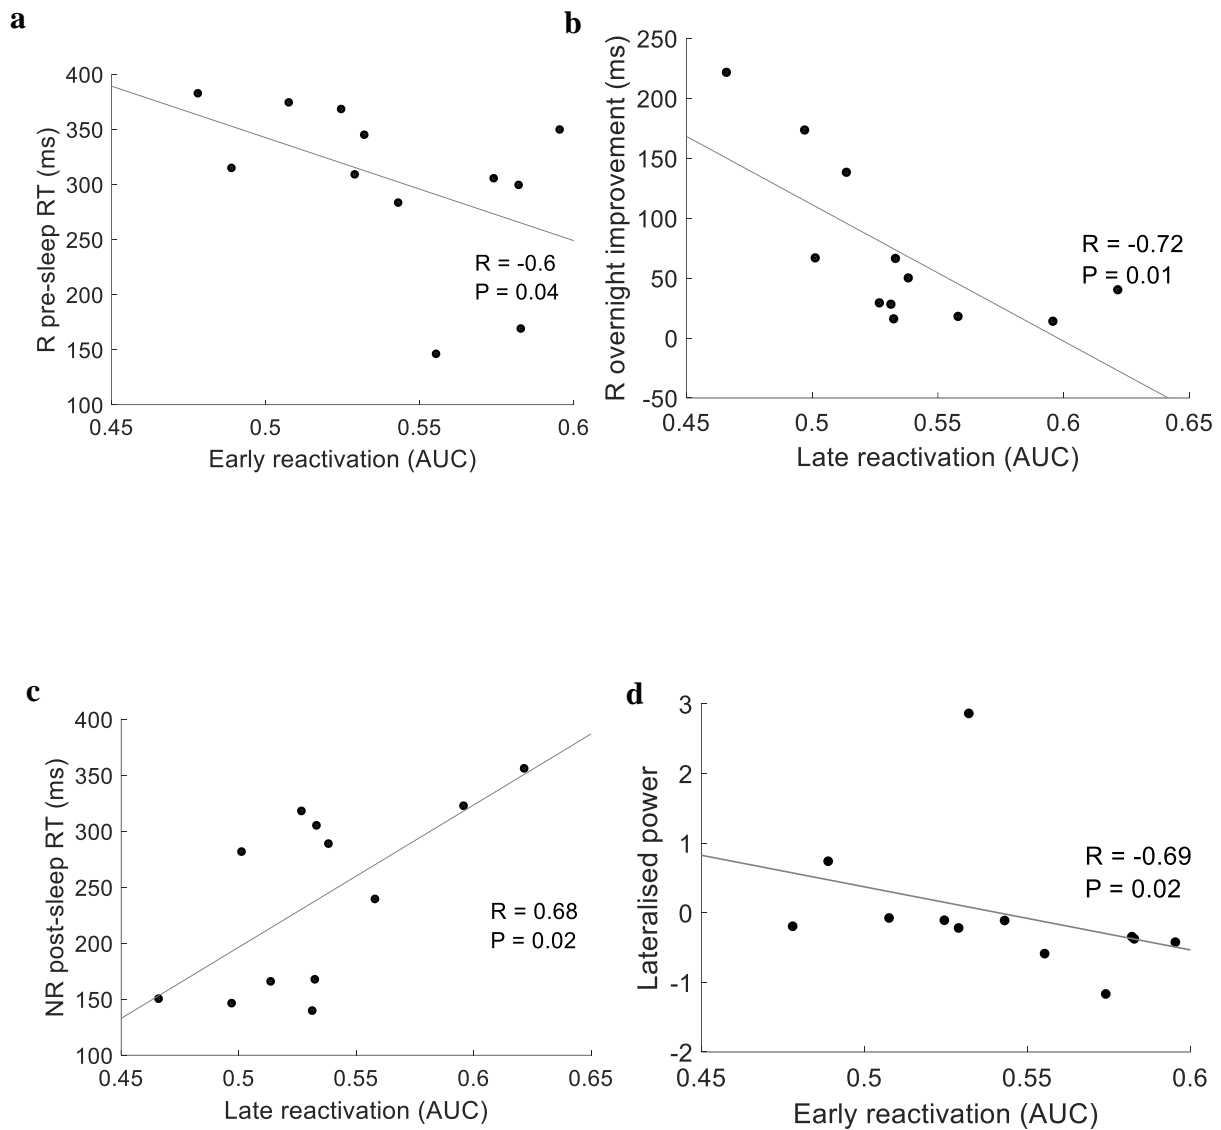 a
R pre-sleep RT (ms)
400
350
300
250
200
150
100
0.45 0.5 0.55 0.6
Early reactivation (AUC)
R = -0.6
P = 0.04
b
R overnight improvement (ms)
250
200
150
100
50
0
-50
0.45 0.5 0.55 0.6 0.65
Late reactivation (AUC)
R = -0.72
P = 0.01
c
NR post-sleep RT (ms)
400
350
300
250
200
150
100
0.45 0.5 0.55 0.6 0.65
Late reactivation (AUC)
R = 0.68
P = 0.02
d
Lateralised power
3
2
1
0
-1
-2
0.45 0.5 0.55 0.6
Early reactivation (AUC)
R = -0.69
P = 0.02